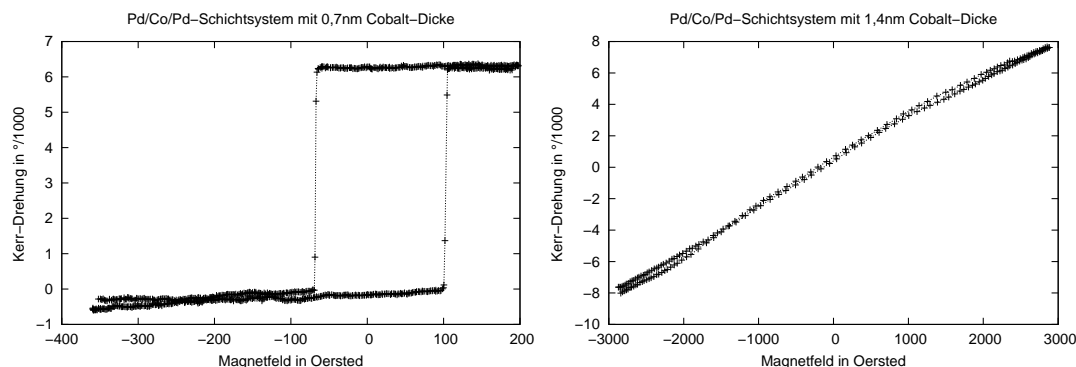 Pd/Co/Pd−Schichtsystem mit 0,7nm Cobalt−Dicke
7
6
5
4
3
2
1
0
−1
−400 −300 −200 −100 0 100 200
Kerr−Drehung in °/1000
Magnetfeld in Oersted
Pd/Co/Pd−Schichtsystem mit 1,4nm Cobalt−Dicke
8
6
4
2
0
−2
−4
−6
−8
−10
−3000 −2000 −1000 0 1000 2000 3000
Kerr−Drehung in °/1000
Magnetfeld in Oersted